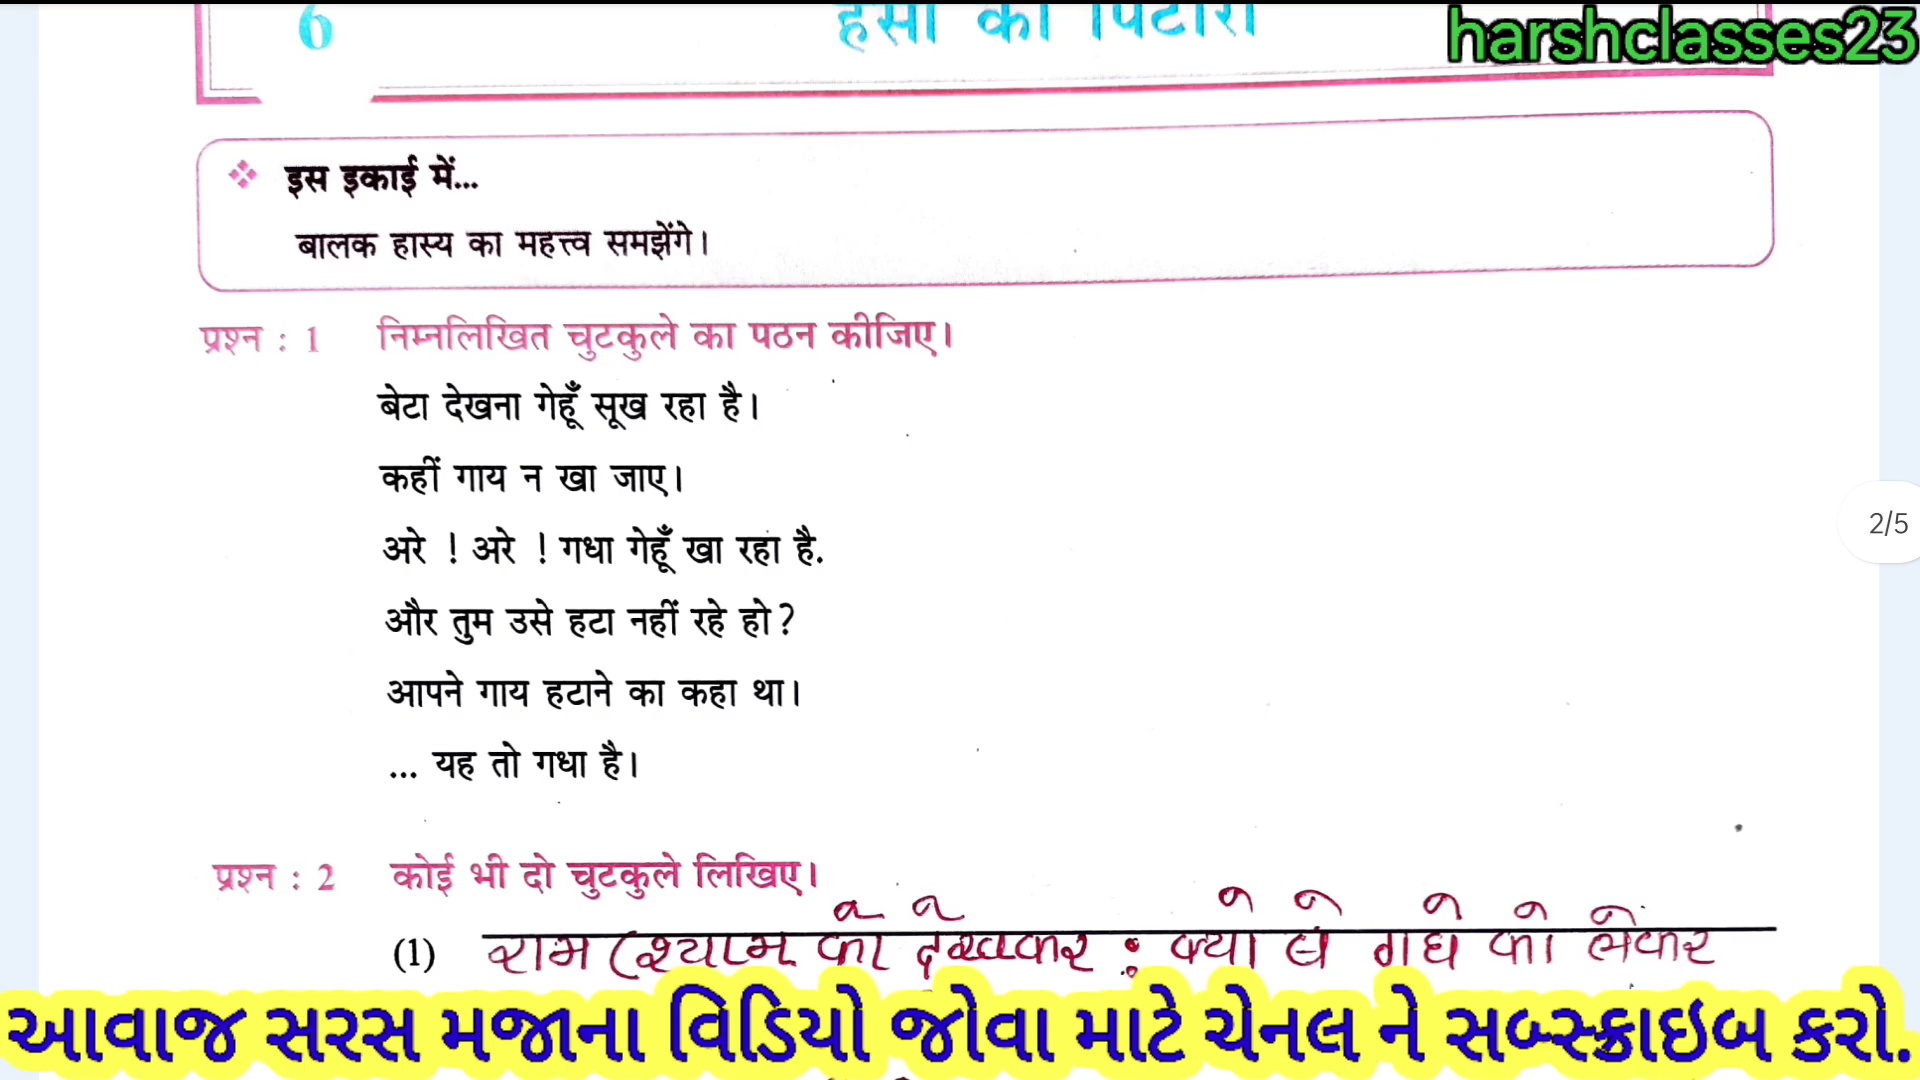 6 हँसी का पिटारा
harshclasses23
❖ इस इकाई में...
बालक हास्य का महत्त्व समझेंगे।
प्रश्न : 1 निम्नलिखित चुटकुले का पठन कीजिए।
बेटा देखना गेहूँ सूख रहा है।
कहीं गाय न खा जाए।
अरे ! अरे ! गधा गेहूँ खा रहा है.
और तुम उसे हटा नहीं रहे हो?
आपने गाय हटाने का कहा था।
... यह तो गधा है।
2/5
प्रश्न : 2 कोई भी दो चुटकुले लिखिए।
(1) राम (श्याम को देखकर : क्यो बे गधे को लेकर
આવાજ સરસ મજાના વિડિયો જોવા માટે ચેનલ ને સબ્સ્ક્રાઇબ કરો.